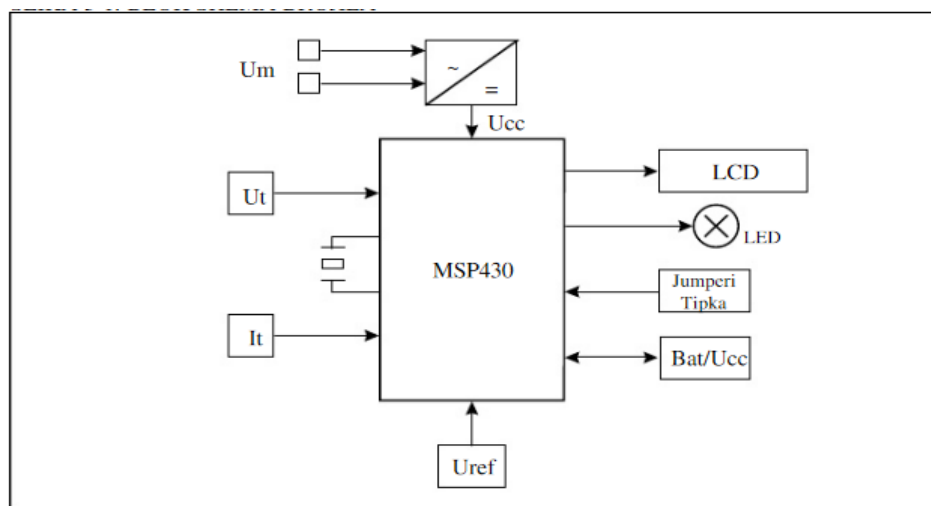 Um
~
=
Ucc
Ut
LCD
LED
MSP430
Jumperi
Tipka
It
Bat/Ucc
Uref